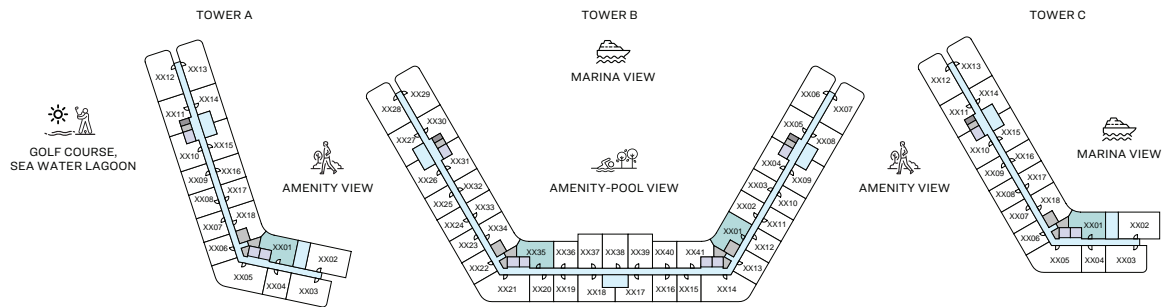 TOWER A
TOWER B
TOWER C
MARINA VIEW
GOLF COURSE,
SEA WATER LAGOON
AMENITY VIEW
AMENITY-POOL VIEW
AMENITY VIEW
MARINA VIEW
XX12
XX13
XX11
XX14
XX10
XX15
XX09
XX16
XX08
XX17
XX07
XX18
XX06
XX01
XX02
XX05
XX04
XX03
XX28
XX29
XX27
XX30
XX26
XX31
XX25
XX32
XX24
XX33
XX23
XX34
XX22
XX35
XX36
XX37
XX38
XX39
XX40
XX41
XX21
XX20
XX19
XX18
XX17
XX16
XX15
XX14
XX06
XX07
XX05
XX08
XX04
XX09
XX03
XX10
XX02
XX11
XX01
XX12
XX13
XX12
XX13
XX11
XX14
XX10
XX15
XX09
XX16
XX08
XX17
XX07
XX18
XX06
XX01
XX02
XX05
XX04
XX03